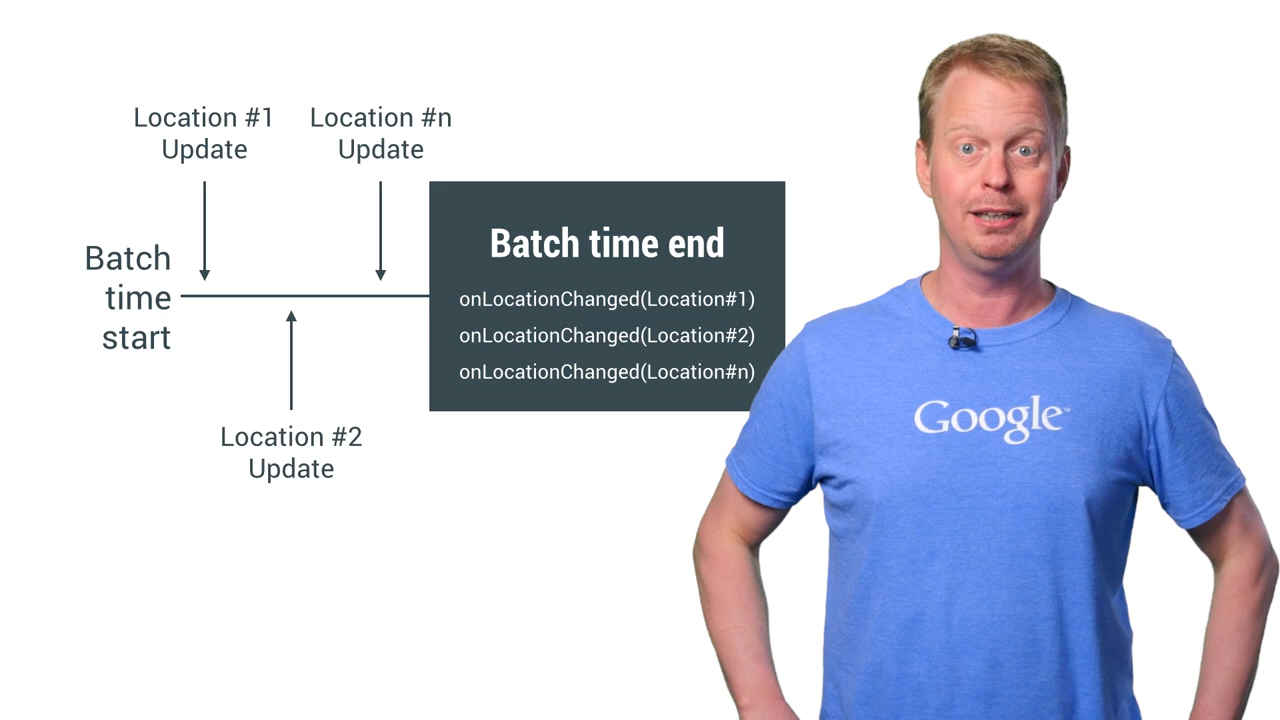 Location #1
Update
Location #n
Update
Batch
time
start
Batch time end
onLocationChanged(Location#1)
onLocationChanged(Location#2)
onLocationChanged(Location#n)
Location #2
Update
Google™